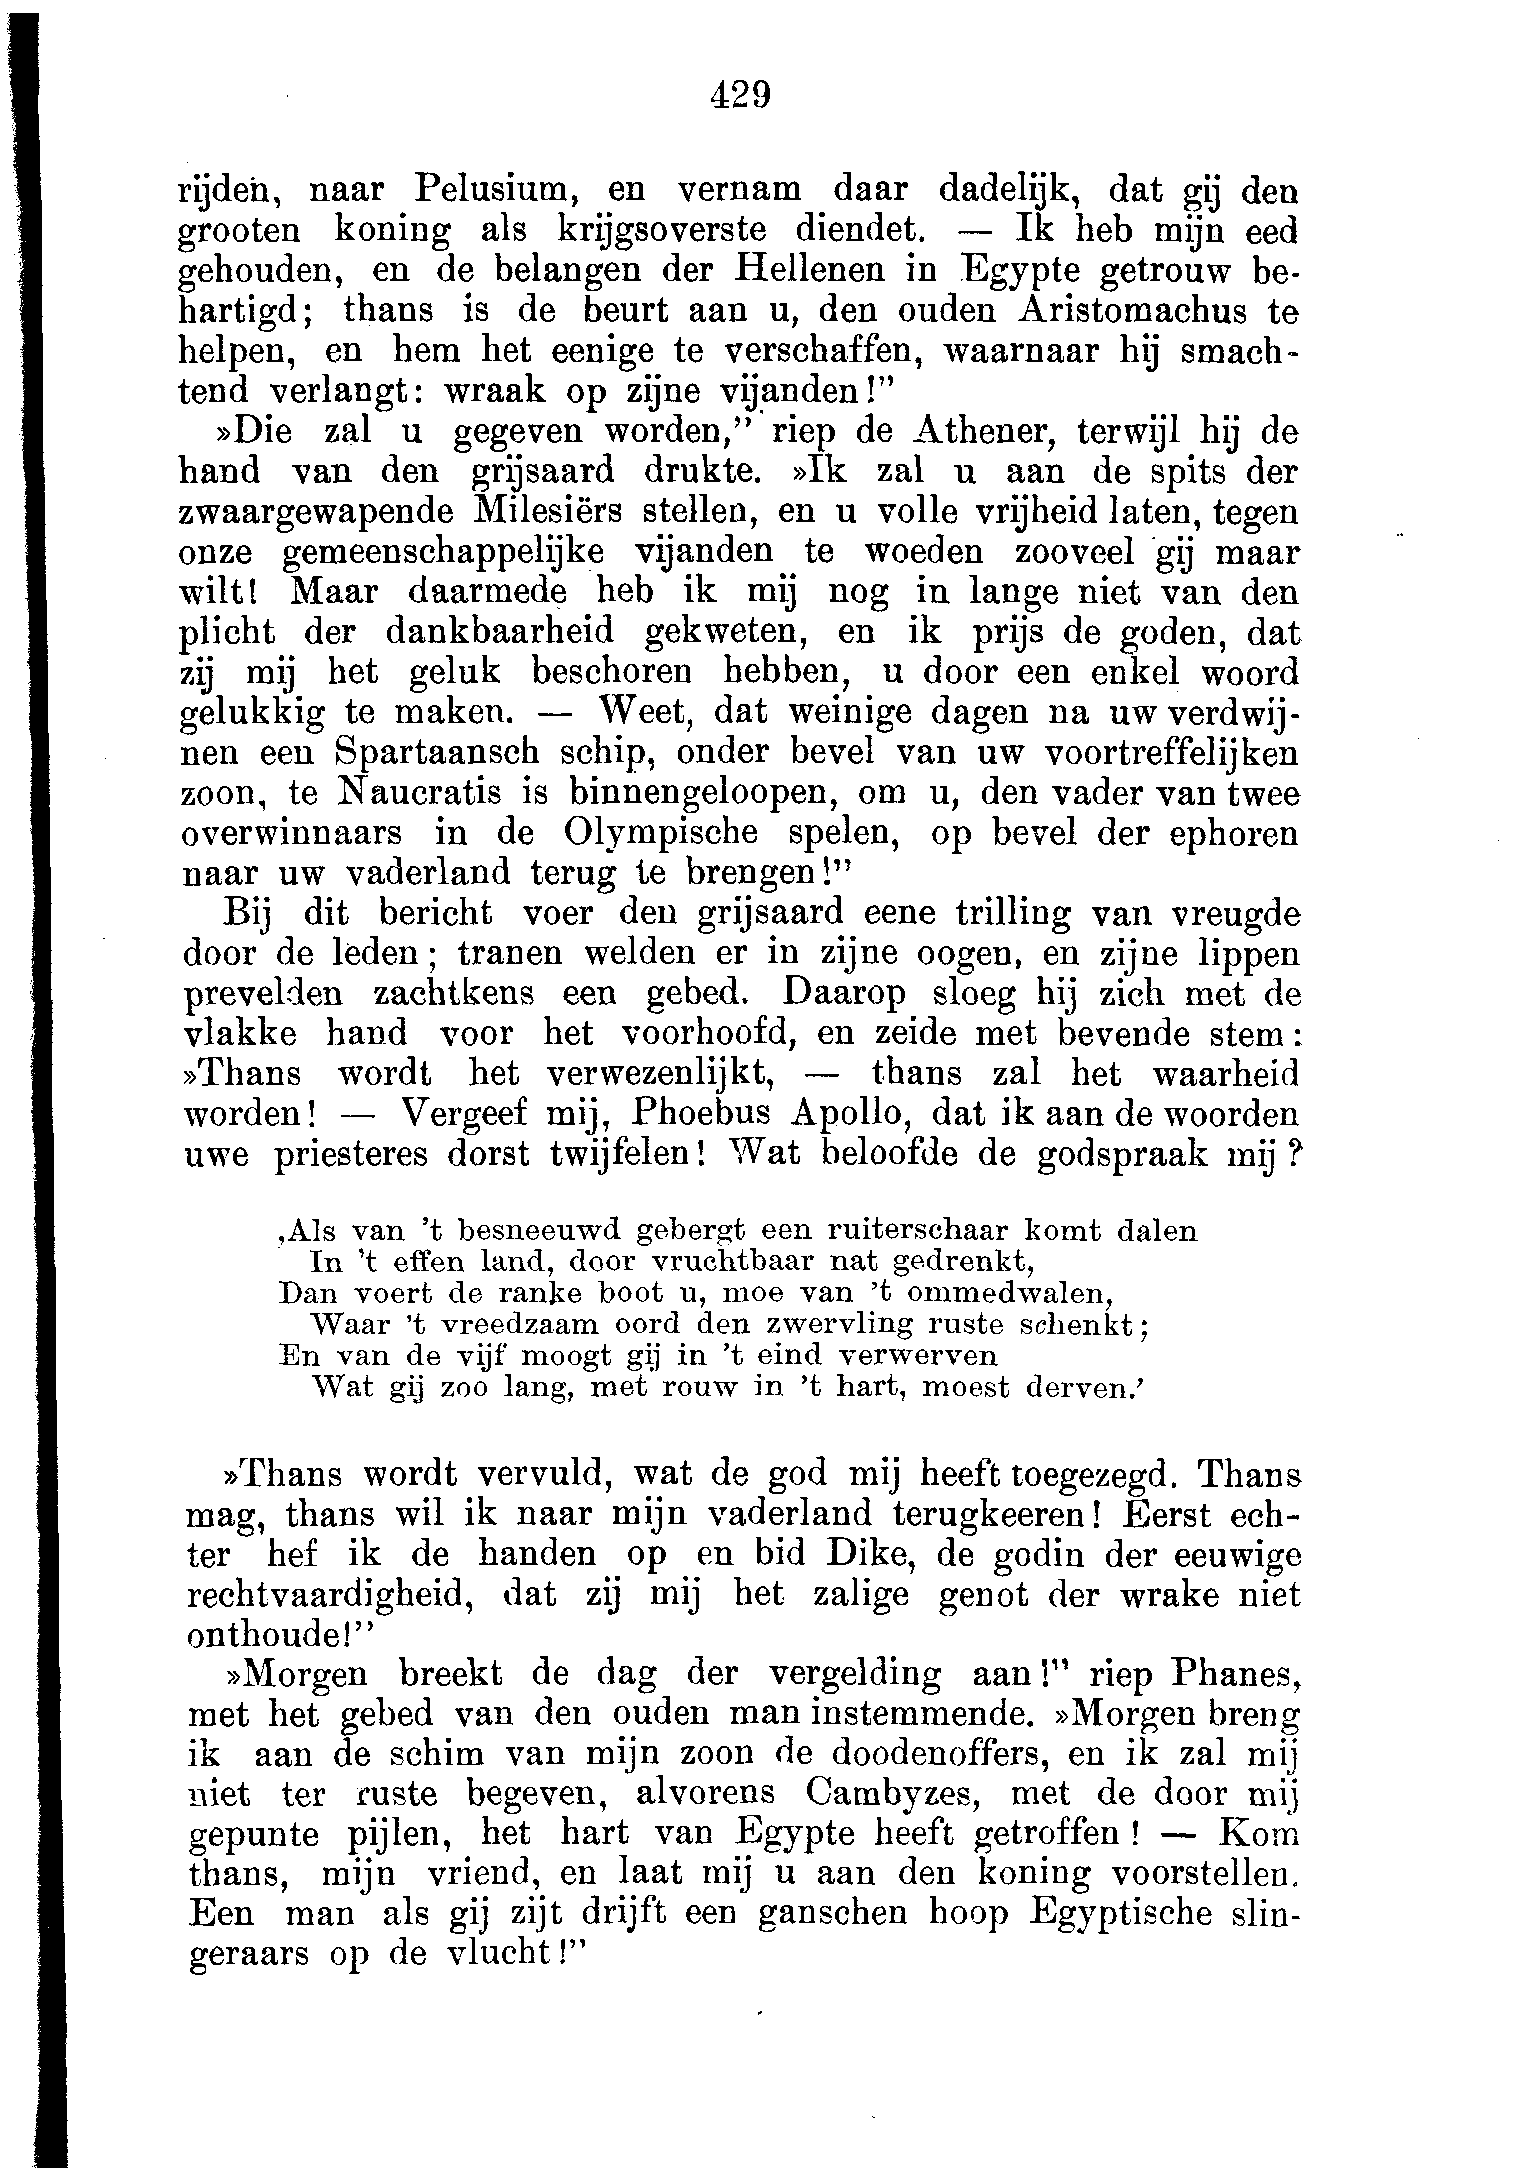 429
rijden, naar Pelusium, en vernam daar dadelijk, dat gij den
grooten koning als krijgsoverste diendet. — Ik heb mijn eed
gehouden, en de belangen der Hellenen in Egypte getrouw be-
hartigd; thans is de beurt aan u, den ouden Aristomachus te
helpen, en hem het eenige te verschaffen, waarnaar hij smach-
tend verlangt: wraak op zijne vijanden!”
»Die zal u gegeven worden,” riep de Athener, terwijl hij de
hand van den grijsaard drukte. »Ik zal u aan de spits der
zwaargewapende Milesiërs stellen, en u volle vrijheid laten, tegen
onze gemeenschappelijke vijanden te woeden zooveel gij maar
wilt! Maar daarmede heb ik mij nog in lange niet van den
plicht der dankbaarheid gekweten, en ik prijs de goden, dat
zij mij het geluk beschoren hebben, u door een enkel woord
gelukkig te maken. — Weet, dat weinige dagen na uw verdwij-
nen een Spartaansch schip, onder bevel van uw voortreffelijken
zoon, te Naucratis is binnengeloopen, om u, den vader van twee
overwinnaars in de Olympische spelen, op bevel der ephoren
naar uw vaderland terug te brengen!”
Bij dit bericht voer den grijsaard eene trilling van vreugde
door de leden; tranen welden er in zijne oogen, en zijne lippen
prevelden zachtkens een gebed. Daarop sloeg hij zich met de
vlakke hand voor het voorhoofd, en zeide met bevende stem:
»Thans wordt het verwezenlijkt, — thans zal het waarheid
worden! — Vergeef mij, Phoebus Apollo, dat ik aan de woorden
uwe priesteres dorst twijfelen! Wat beloofde de godspraak mij?
‚Als van ’t besneeuwd gebergt een ruiterschaar komt dalen
In ’t effen land, door vruchtbaar nat gedrenkt,
Dan voert de ranke boot u, moe van ’t ommedwalen,
Waar ’t vreedzaam oord den zwervling ruste schenkt;
En van de vijf moogt gij in ’t eind verwerven
Wat gij zoo lang, met rouw in ’t hart, moest derven.’
»Thans wordt vervuld, wat de god mij heeft toegezegd. Thans
mag, thans wil ik naar mijn vaderland terugkeeren! Eerst ech-
ter hef ik de handen op en bid Dike, de godin der eeuwige
rechtvaardigheid, dat zij mij het zalige genot der wrake niet
onthoude!”
»Morgen breekt de dag der vergelding aan!” riep Phanes,
met het gebed van den ouden man instemmende. »Morgen breng
ik aan de schim van mijn zoon de doodenoffers, en ik zal mij
niet ter ruste begeven, alvorens Cambyzes, met de door mij
gepunte pijlen, het hart van Egypte heeft getroffen! — Kom
thans, mijn vriend, en laat mij u aan den koning voorstellen.
Een man als gij zijt drijft een ganschen hoop Egyptische slin-
geraars op de vlucht!”